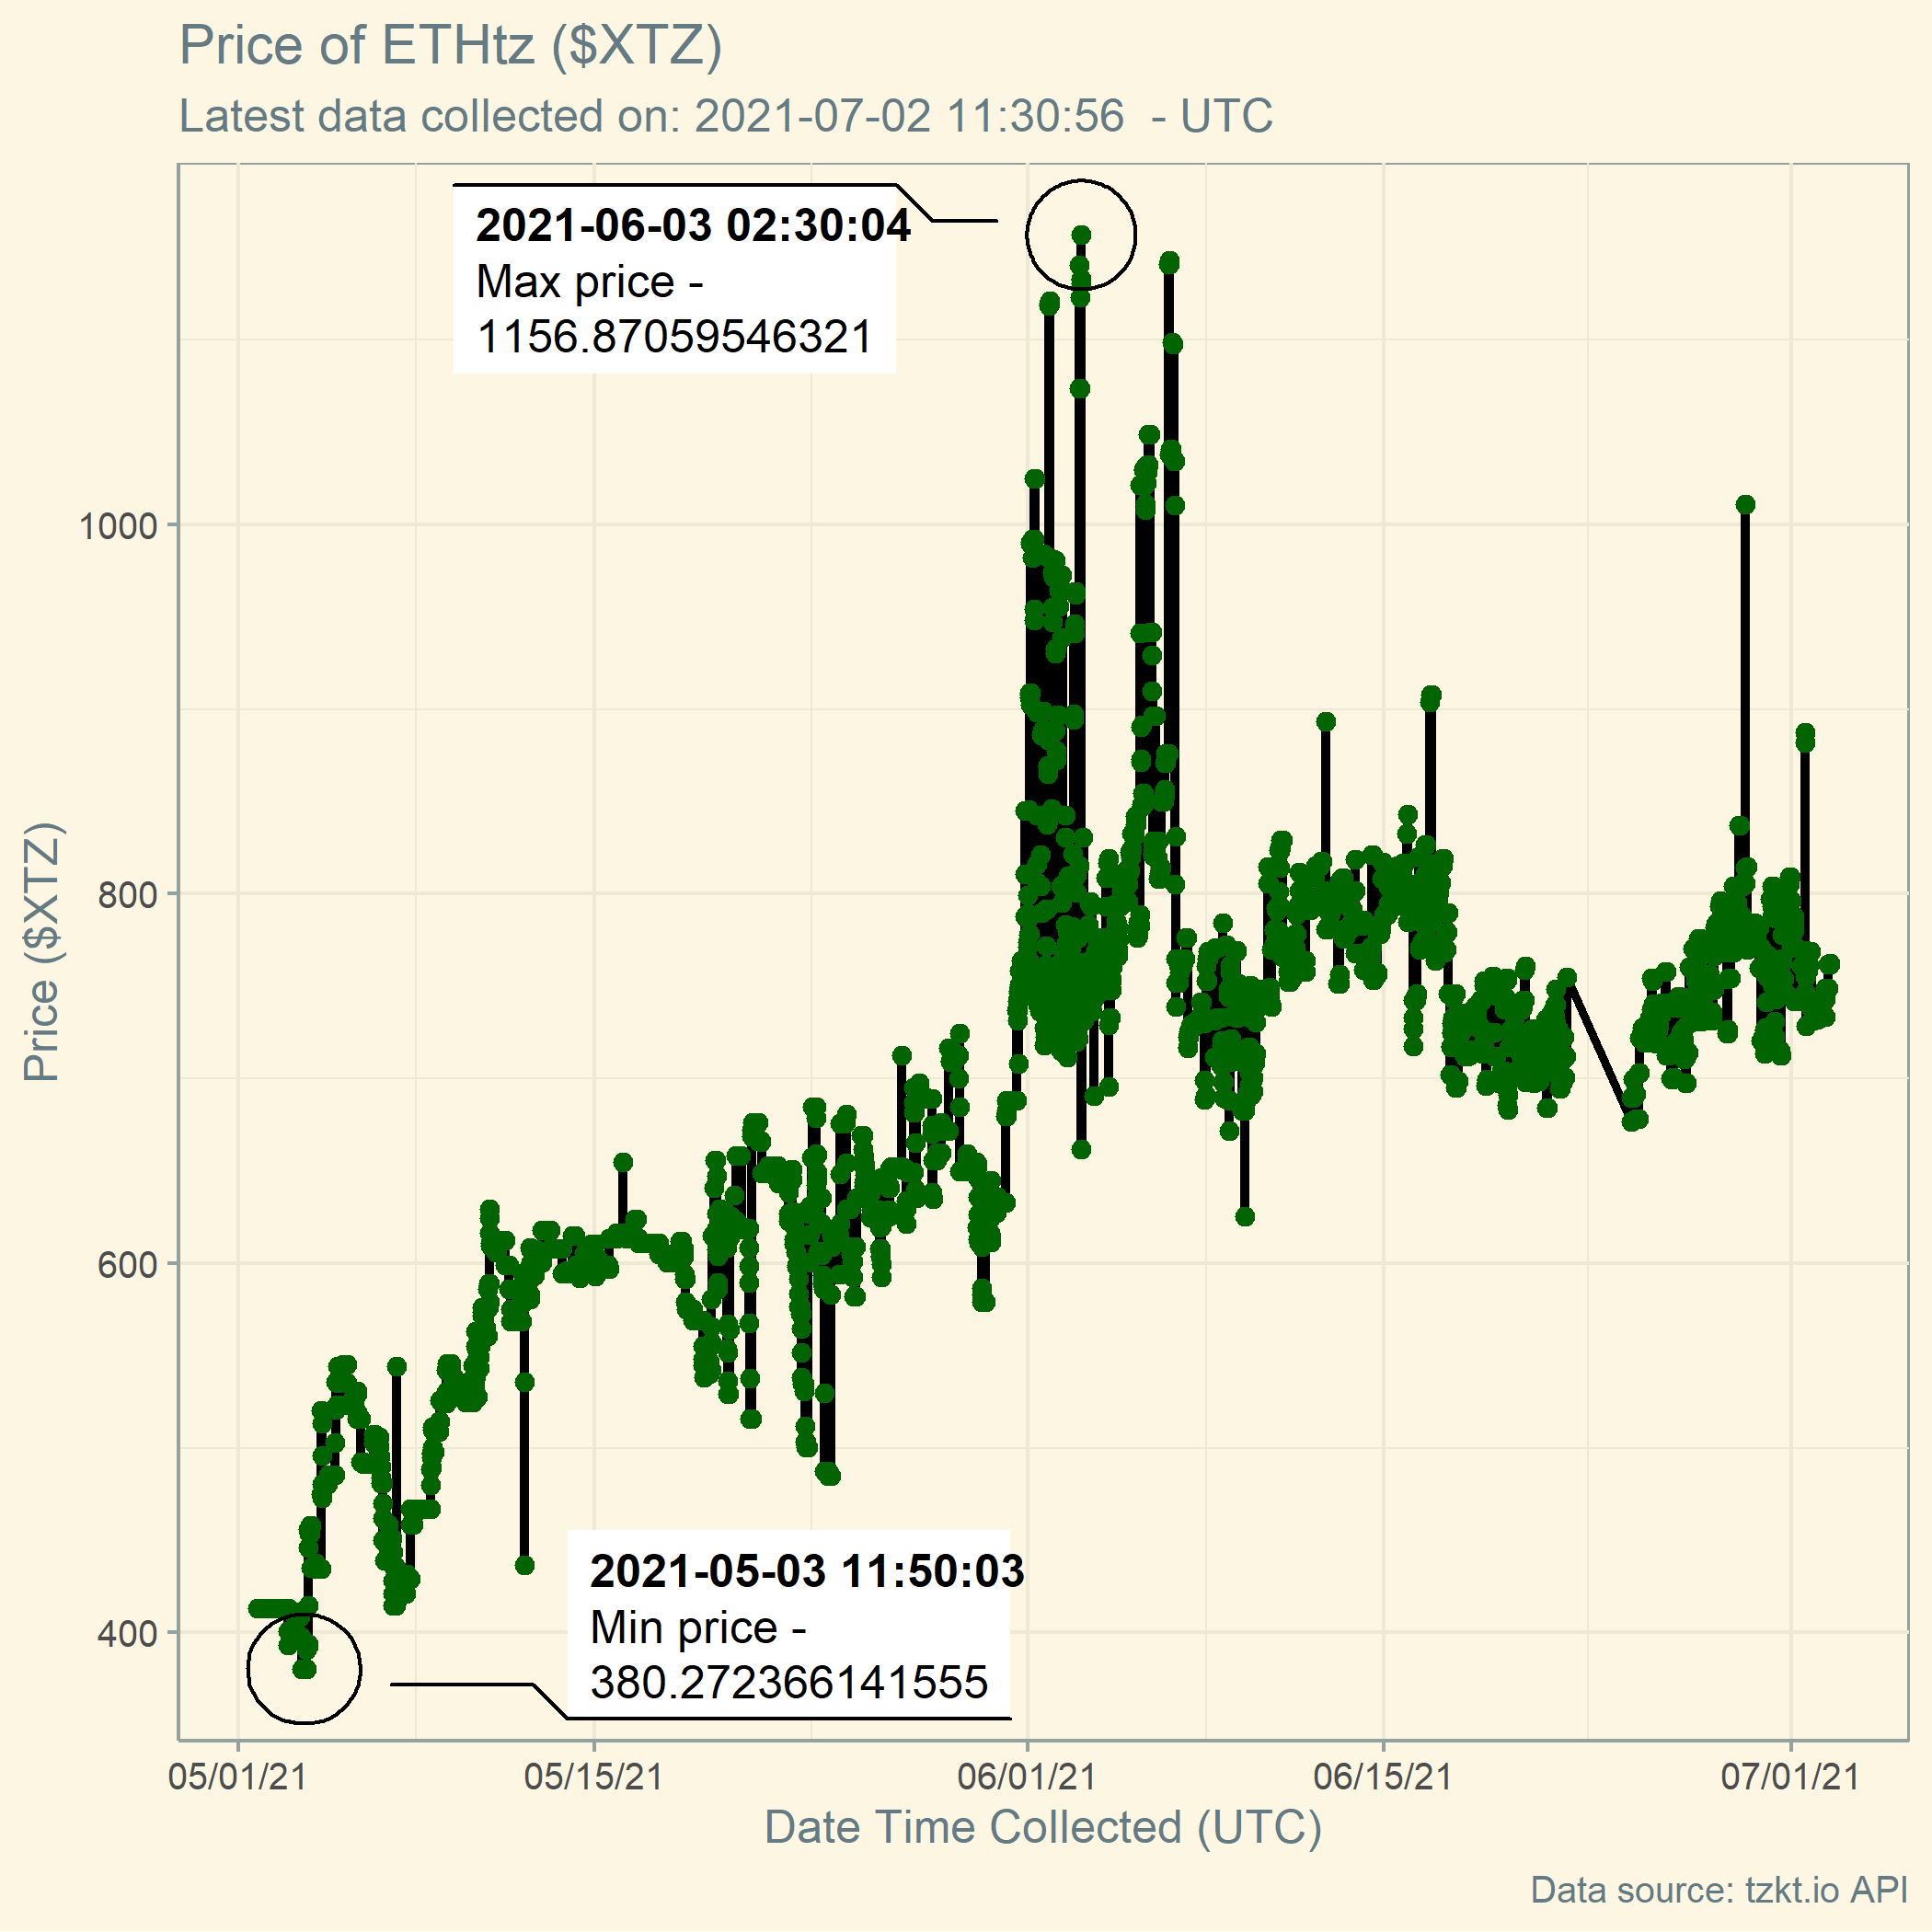 Price of ETHtz ($XTZ)
Latest data collected on: 2021-07-02 11:30:56  - UTC
2021-06-03 02:30:04
Max price -
1156.87059546321
1000
800
600
400
Price ($XTZ)
2021-05-03 11:50:03
Min price -
380.272366141555
05/01/21 05/15/21 06/01/21 06/15/21 07/01/21
Date Time Collected (UTC)
Data source: tzkt.io API